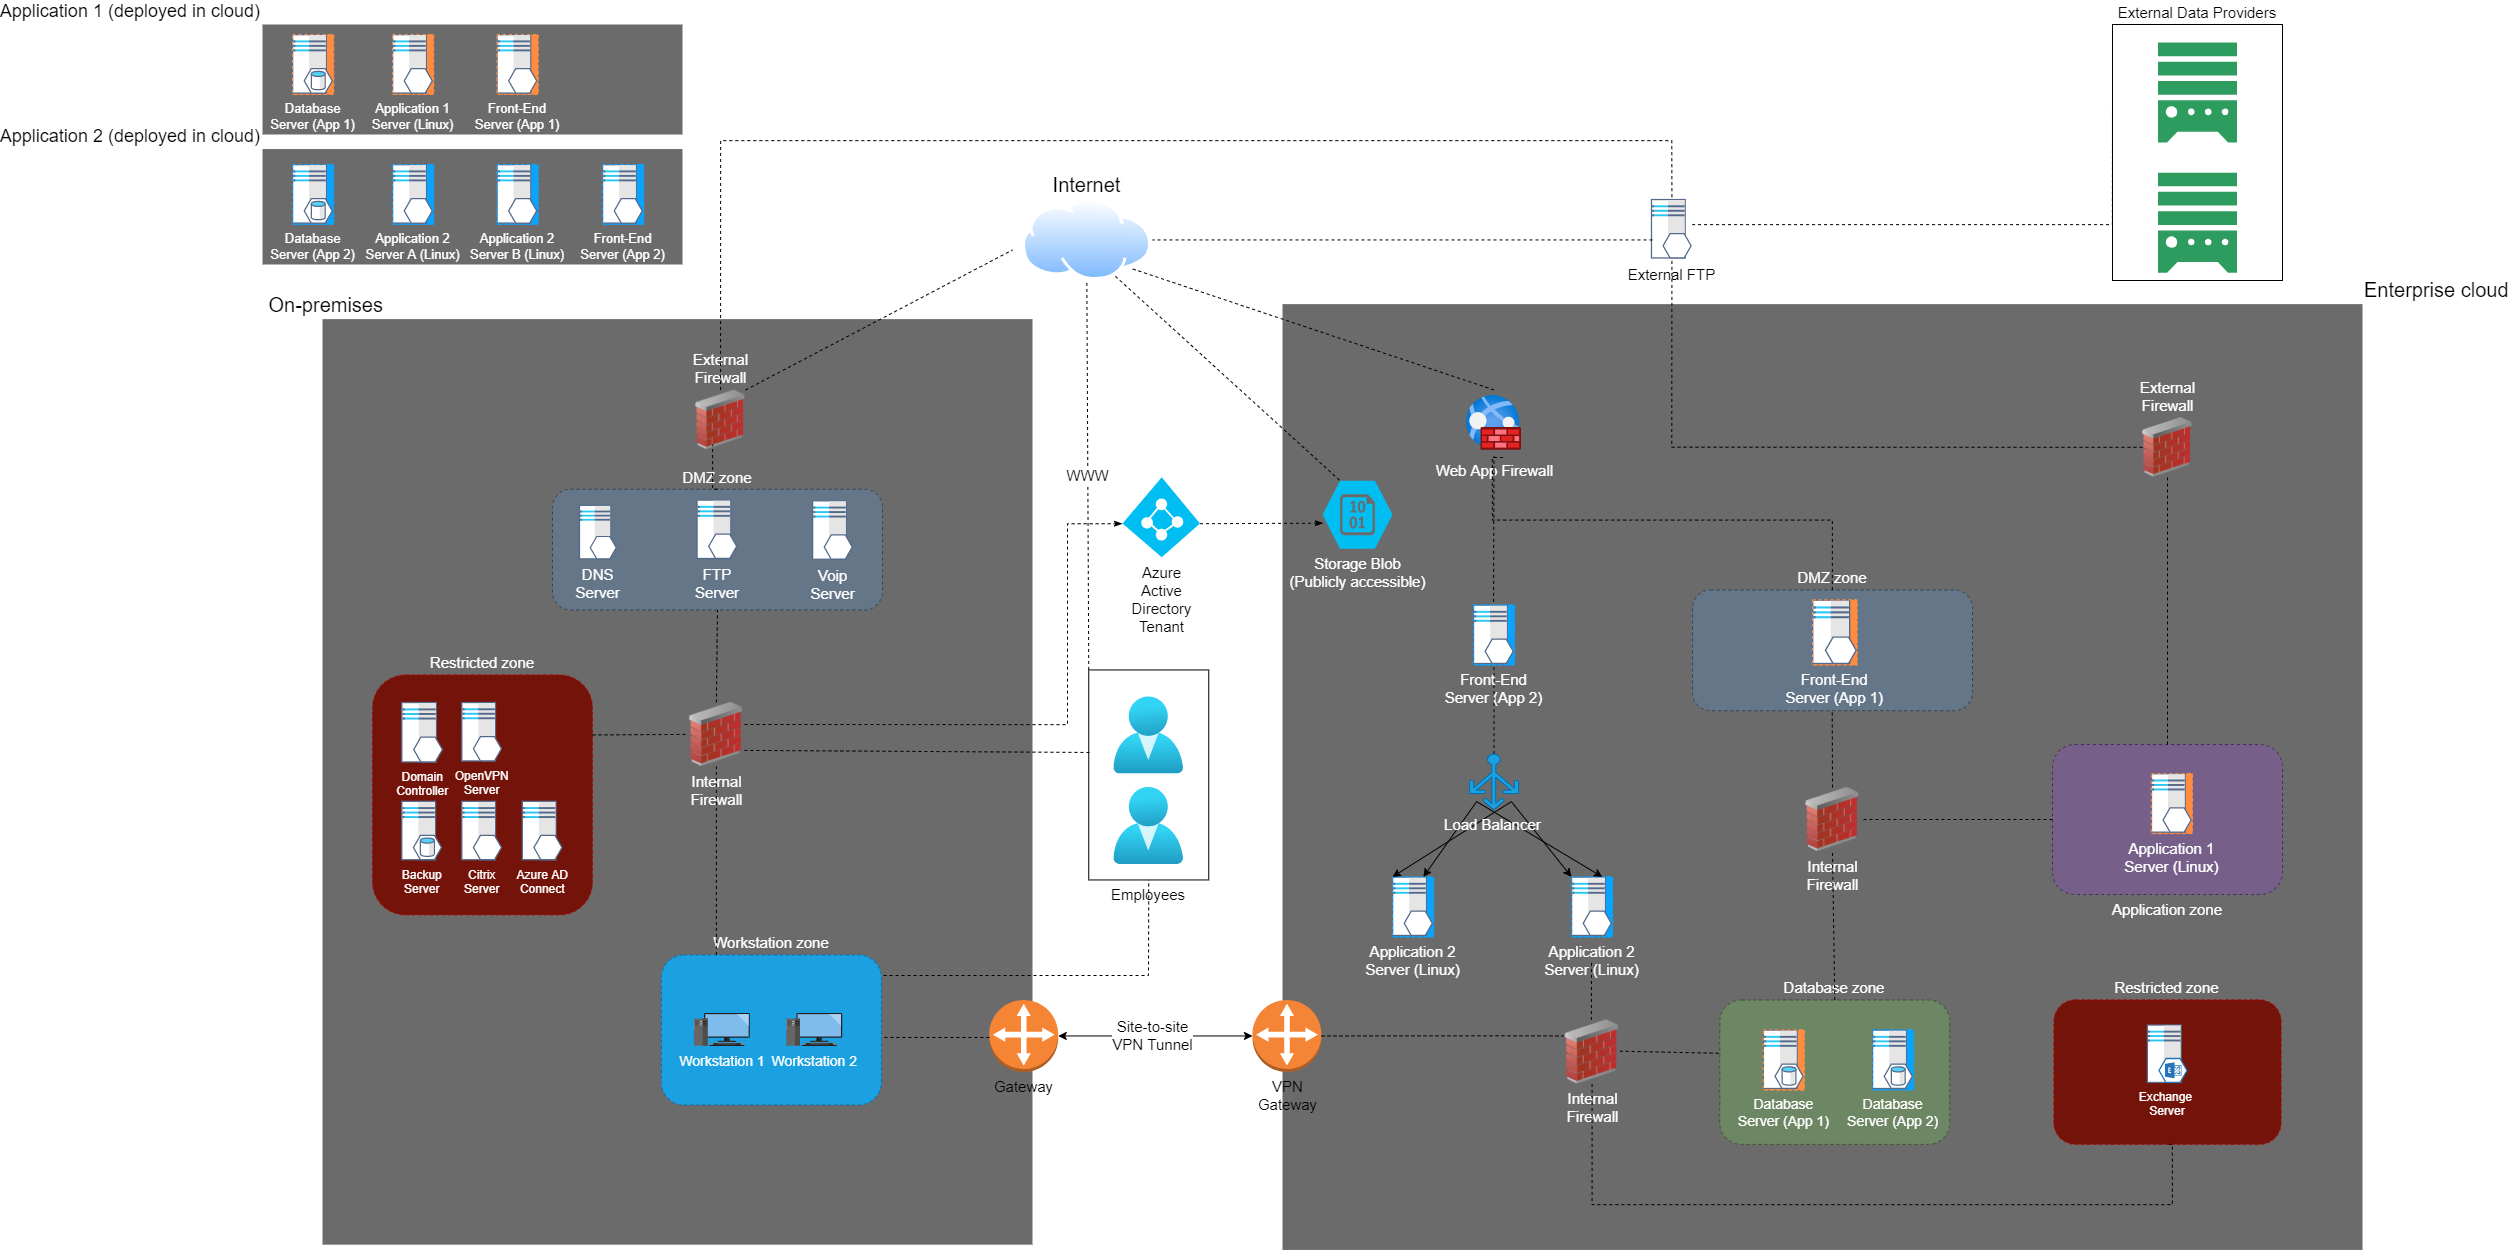 Application 1 (deployed in cloud)
Database
Server (App 1)
Application 1
Server (Linux)
Front-End
Server (App 1)
Application 2 (deployed in cloud)
Database
Server (App 2)
Application 2
Server A (Linux)
Application 2
Server B (Linux)
Front-End
Server (App 2)
External Data Providers
Internet
External FTP
On-premises
Enterprise cloud
External
Firewall
DMZ zone
DNS
Server
FTP
Server
Voip
Server
Restricted zone
Domain
Controller
OpenVPN
Server
Backup
Server
Citrix
Server
Azure AD
Connect
Internal
Firewall
Workstation zone
Workstation 1
Workstation 2
WWW
Azure
Active
Directory
Tenant
Employees
Gateway
Site-to-site
VPN Tunnel
VPN
Gateway
10
01
Storage Blob
(Publicly accessible)
Web App Firewall
Front-End
Server (App 2)
Load Balancer
Application 2
Server (Linux)
Application 2
Server (Linux)
Internal
Firewall
DMZ zone
Front-End
Server (App 1)
Internal
Firewall
Database zone
Database
Server (App 1)
Database
Server (App 2)
External
Firewall
Application 1
Server (Linux)
Application zone
Restricted zone
E
Exchange
Server